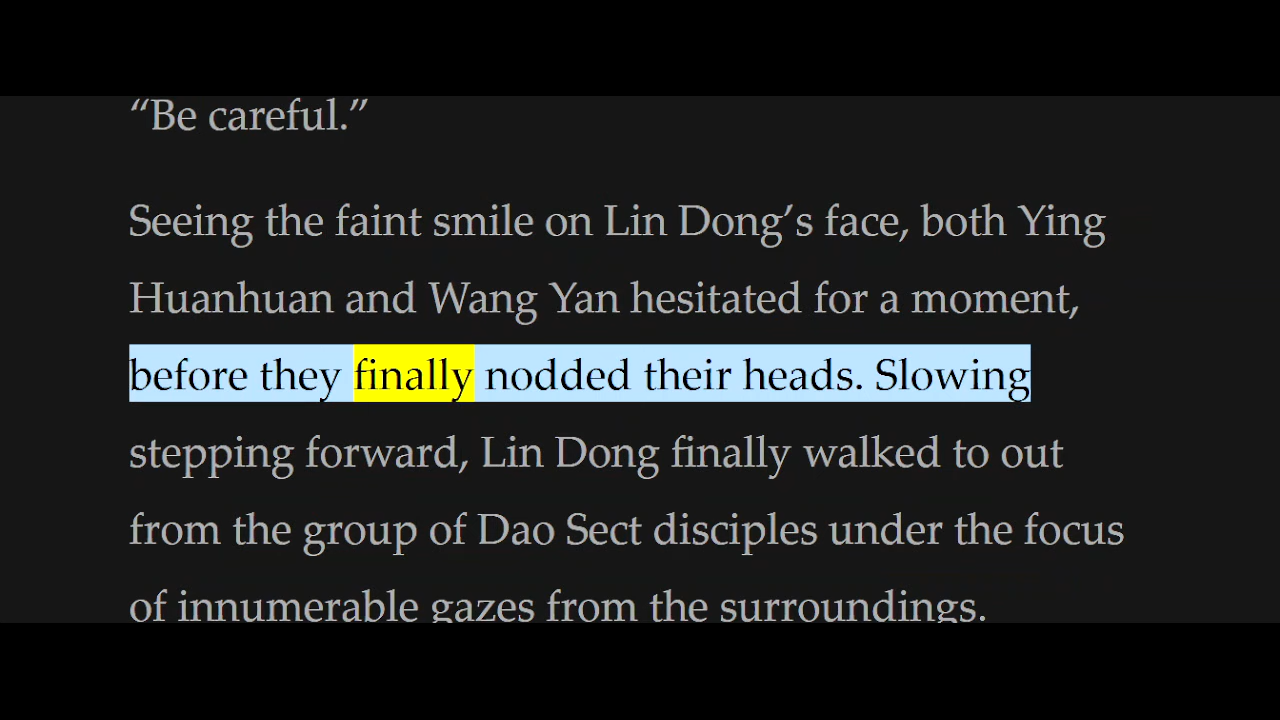 “Be careful.”
Seeing the faint smile on Lin Dong’s face, both Ying
Huanhuan and Wang Yan hesitated for a moment,
before they finally nodded their heads. Slowing
stepping forward, Lin Dong finally walked to out
from the group of Dao Sect disciples under the focus
of innumerable gazes from the surroundings.